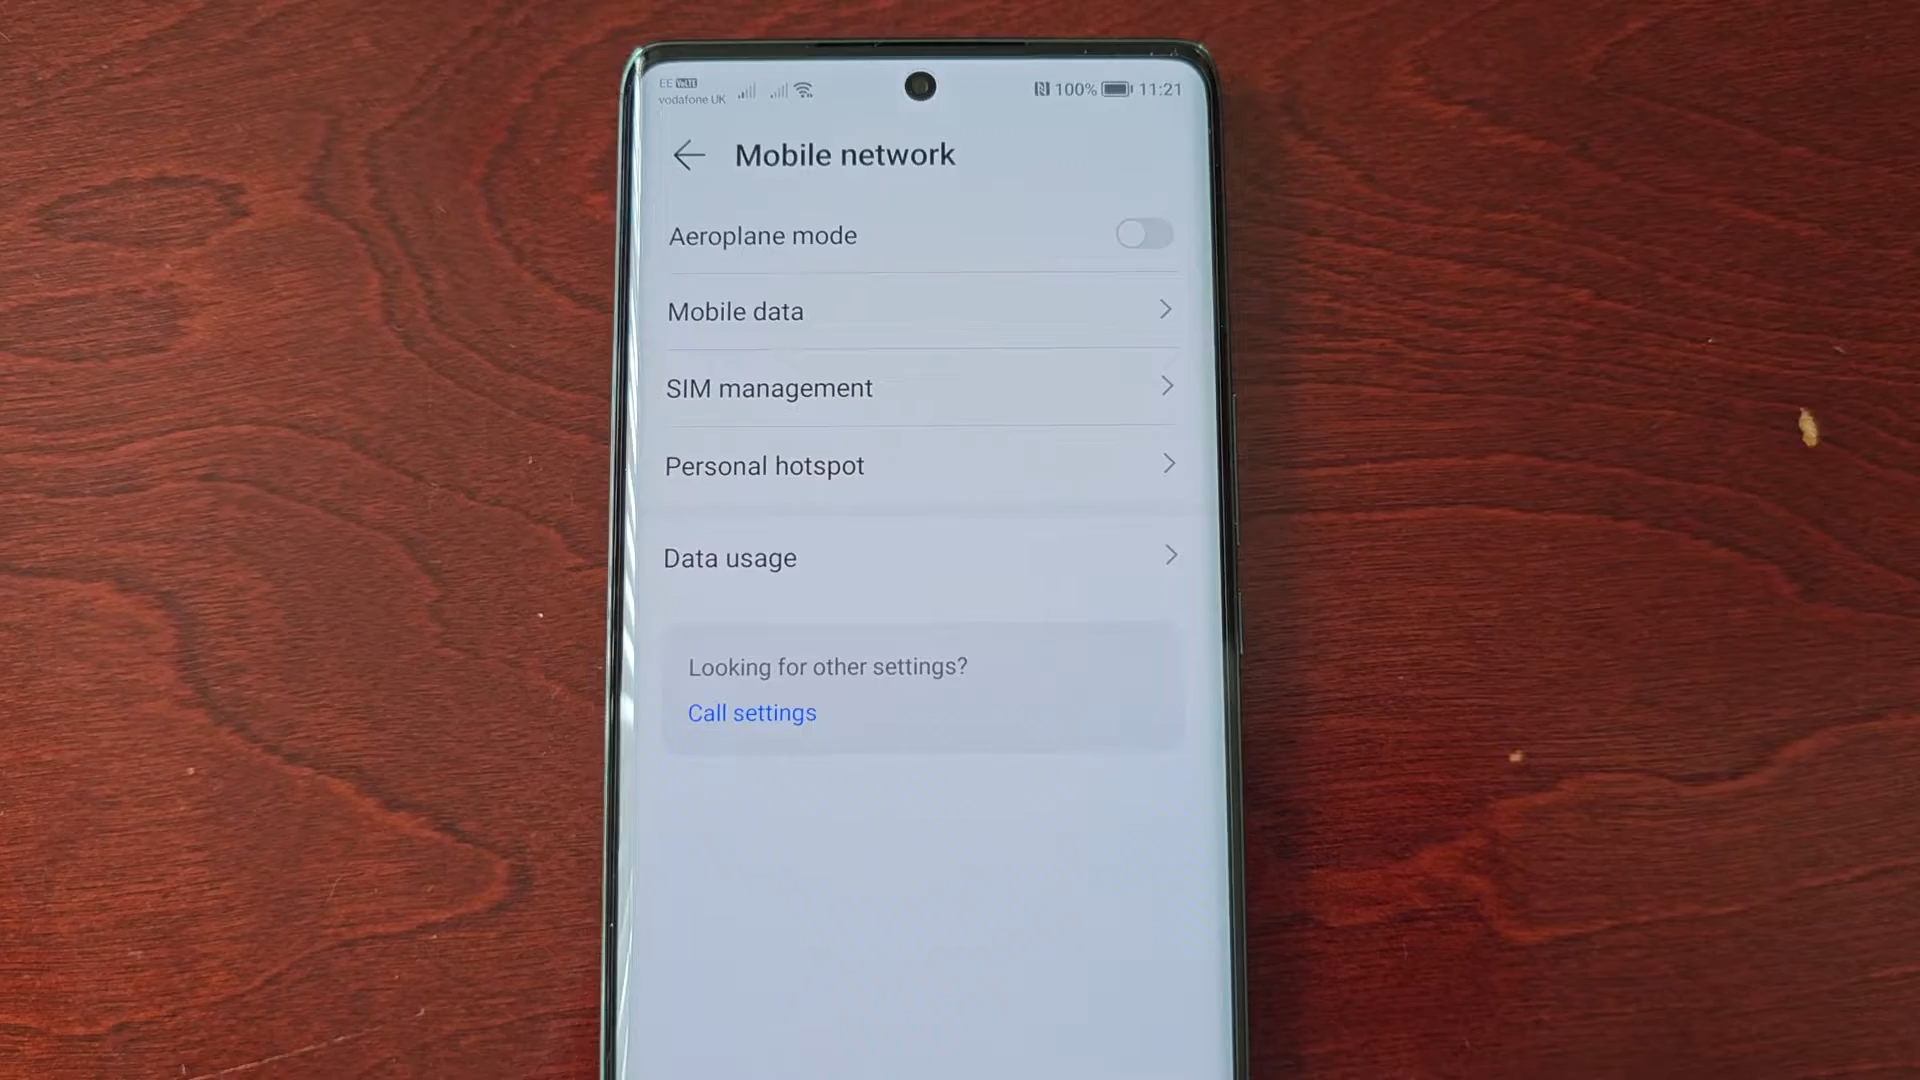 EE VoLTE
vodafone UK
100% 11:21
Mobile network
Aeroplane mode
Mobile data
SIM management
Personal hotspot
Data usage
Looking for other settings?
Call settings